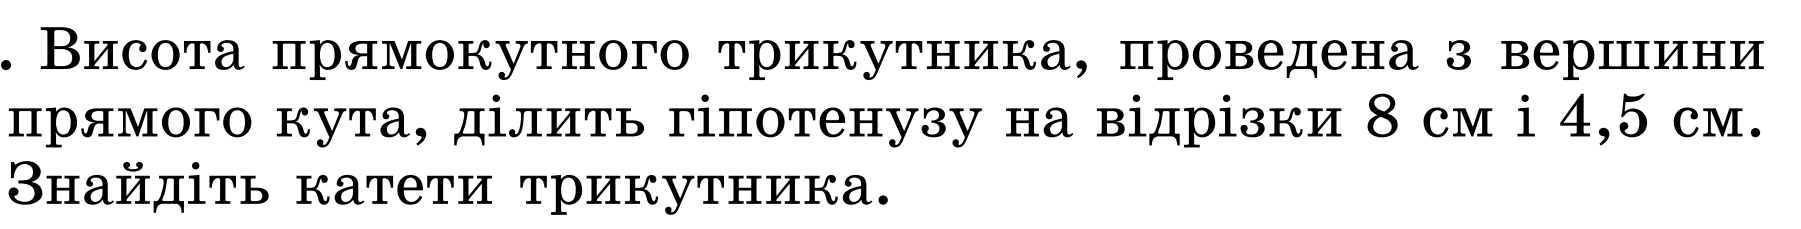 . Висота прямокутного трикутника, проведена з вершини
прямого кута, ділить гіпотенузу на відрізки 8 см і 4,5 см.
Знайдіть катети трикутника.